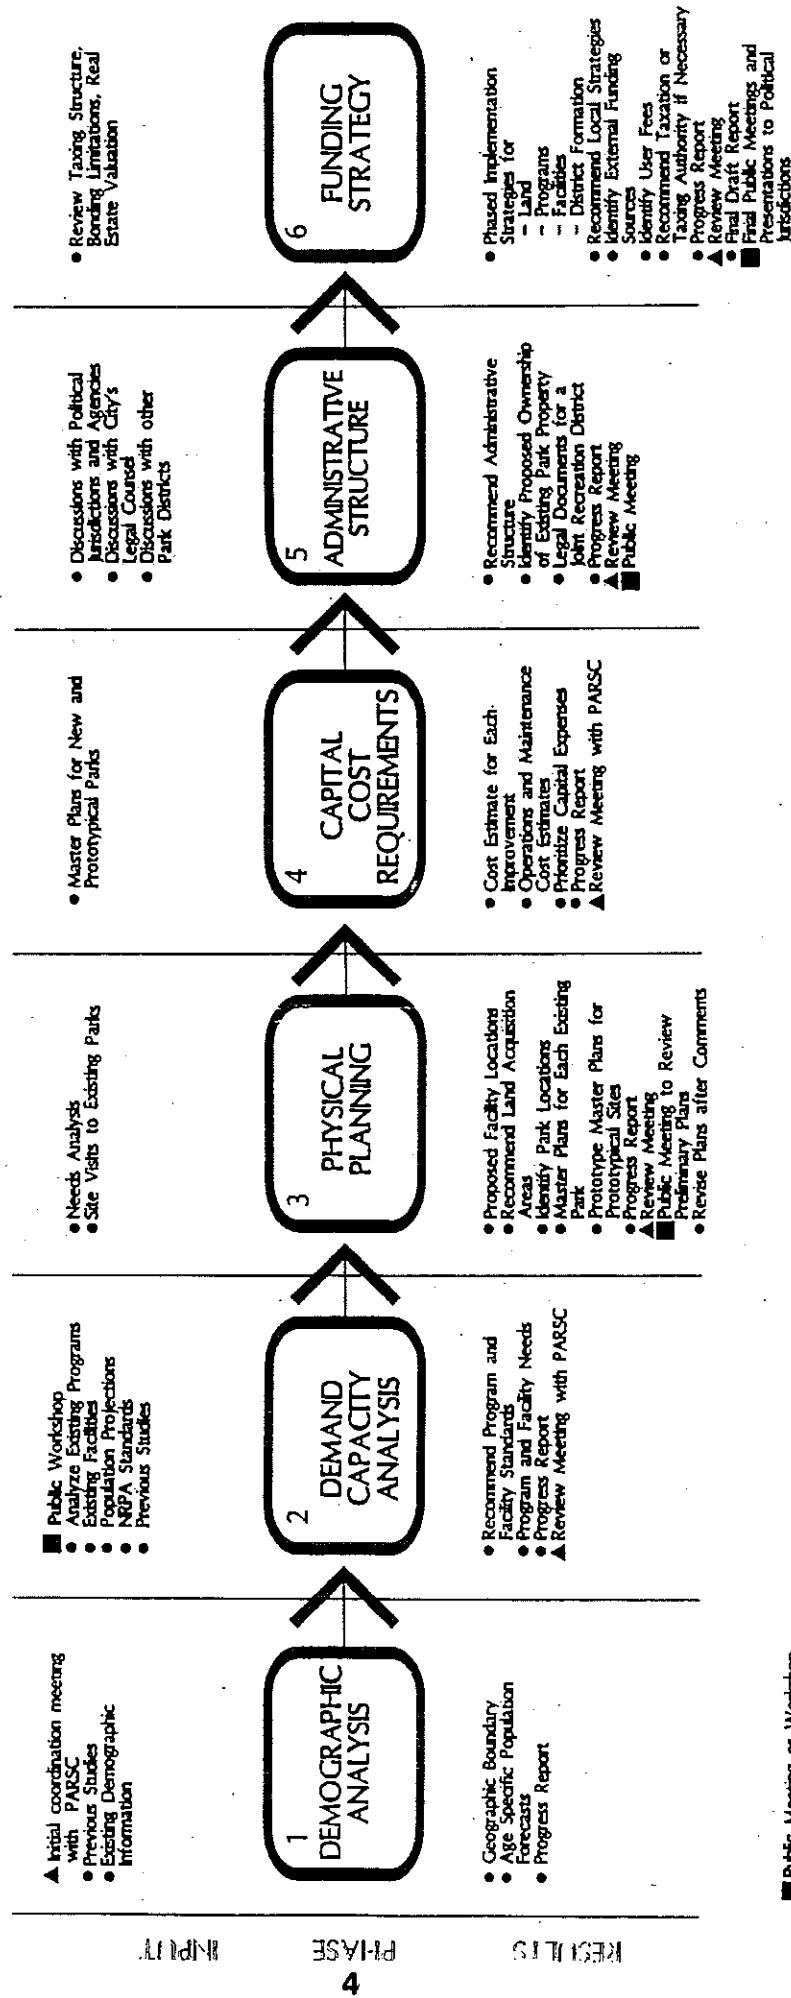 INPUT
▲ Initial coordination meeting
with PARSC
● Previous Studies
● Existing Demographic
Information
■ Public Workshop
● Analyze Existing Programs
● Existing Facilities
● Population Projections
● NRPA Standards
● Previous Studies
● Needs Analysis
● Site Visits to Existing Parks
● Master Plans for New and
Prototypical Parks
● Discussions with Political
Jurisdictions and Agencies
● Discussions with City's
Legal Counsel
● Discussions with other
Park Districts
● Review Taxing Structure,
Bonding Limitations, Real
Estate Valuation
PHASE
1
DEMOGRAPHIC
ANALYSIS
2
DEMAND
CAPACITY
ANALYSIS
3
PHYSICAL
PLANNING
4
CAPITAL
COST
REQUIREMENTS
5
ADMINISTRATIVE
STRUCTURE
6
FUNDING
STRATEGY
RESULTS
● Geographic Boundary
● Age Specific Population
Forecasts
● Progress Report
● Recommend Program and
Facility Standards
● Program and Facility Needs
● Progress Report
▲ Review Meeting with PARSC
● Proposed Facility Locations
● Recommend Land Acquisition
Areas
● Identify Park Locations
● Master Plans for Each Existing
Park
● Prototype Master Plans for
Prototypical Sites
● Progress Report
▲ Review Meeting
■ Public Meeting to Review
Preliminary Plans
● Revise Plans after Comments
● Cost Estimate for Each
Improvement
● Operations and Maintenance
Cost Estimates
● Prioritize Capital Expenses
● Progress Report
▲ Review Meeting with PARSC
● Recommend Administrative
Structure
● Identify Proposed Ownership
of Existing Park Property
● Legal Documents for a
Joint Recreation District
● Progress Report
▲ Review Meeting
■ Public Meeting
● Phased Implementation
Strategies for
– Land
– Programs
– Facilities
– District Formation
● Recommend Local Strategies
● Identify External Funding
Sources
● Identify User Fees
● Recommend Taxation or
Taxing Authority if Necessary
● Progress Report
▲ Review Meeting
● Final Draft Report
■ Final Public Meetings and
Presentations to Political
Jurisdictions
■ Public Meeting or Workshop
4